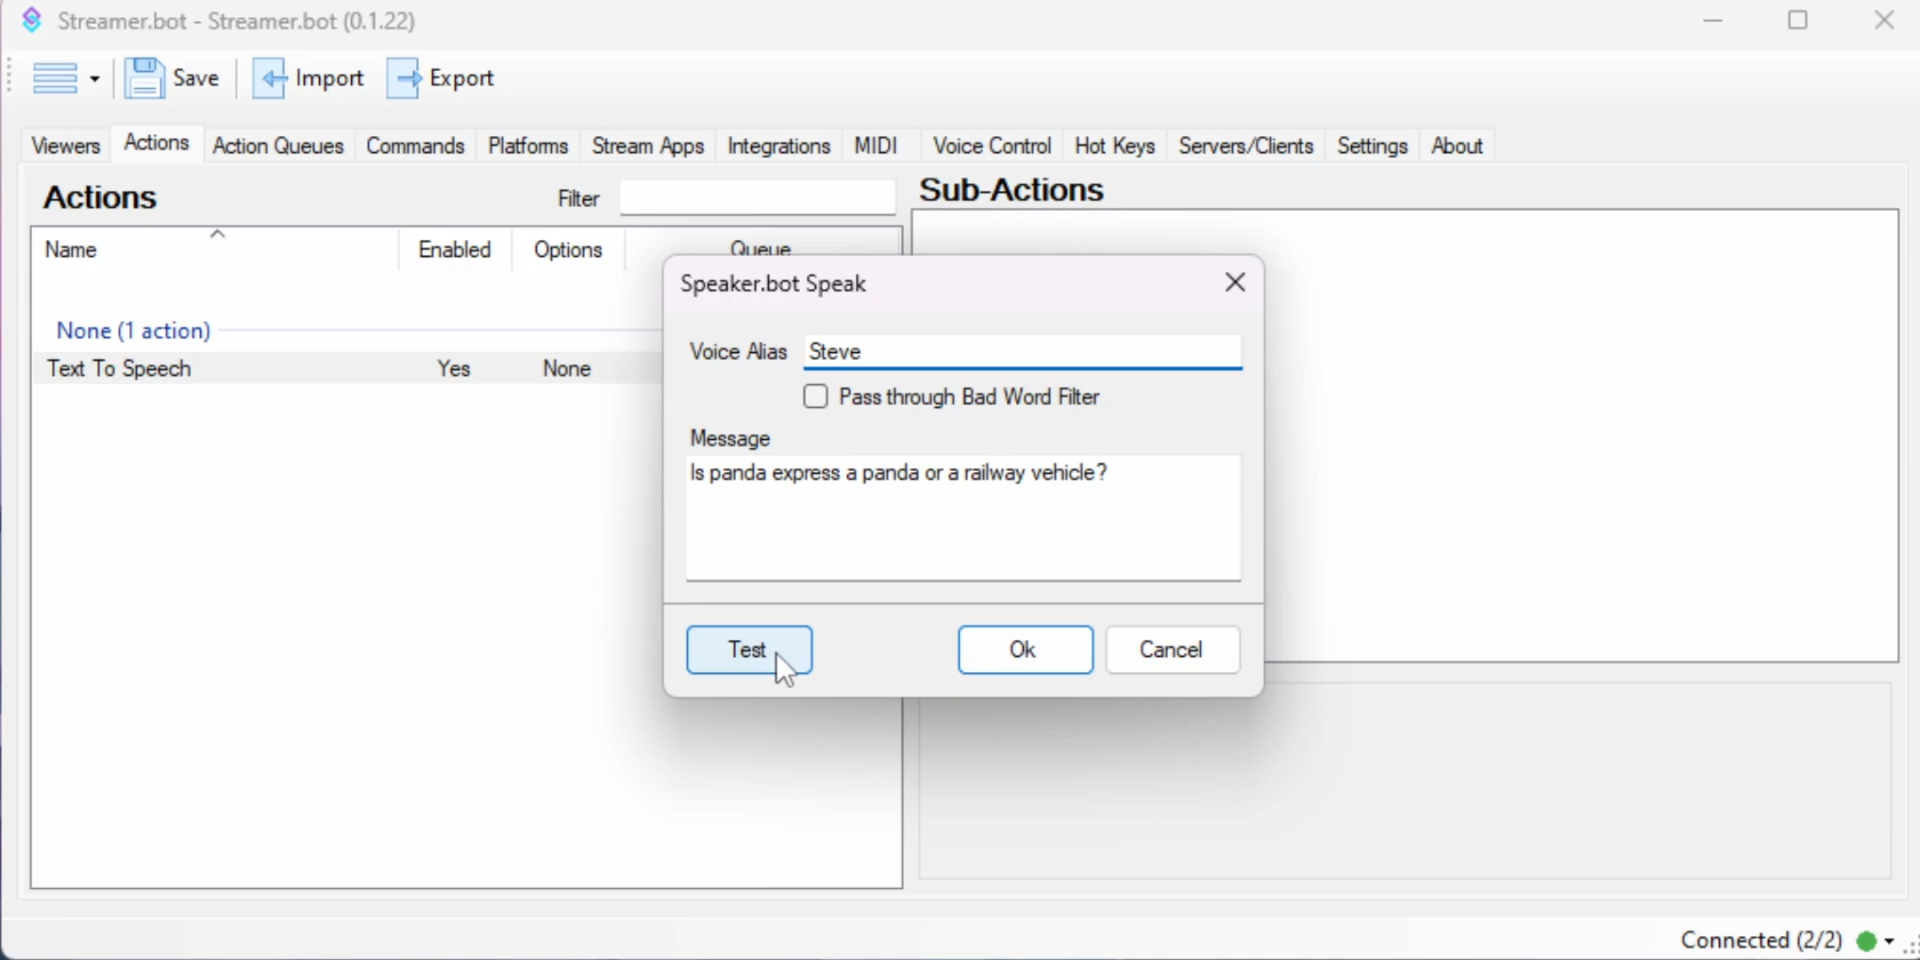 Streamer.bot - Streamer.bot (0.1.22)
Save Import Export
Viewers Actions Action Queues Commands Platforms Stream Apps Integrations MIDI Voice Control Hot Keys Servers/Clients Settings About
Actions Filter
Sub-Actions
Name Enabled Options Queue
None (1 action)
Text To Speech Yes None
Speaker.bot Speak
Voice Alias Steve
Pass through Bad Word Filter
Message
Is panda express a panda or a railway vehicle?
Test Ok Cancel
Connected (2/2)